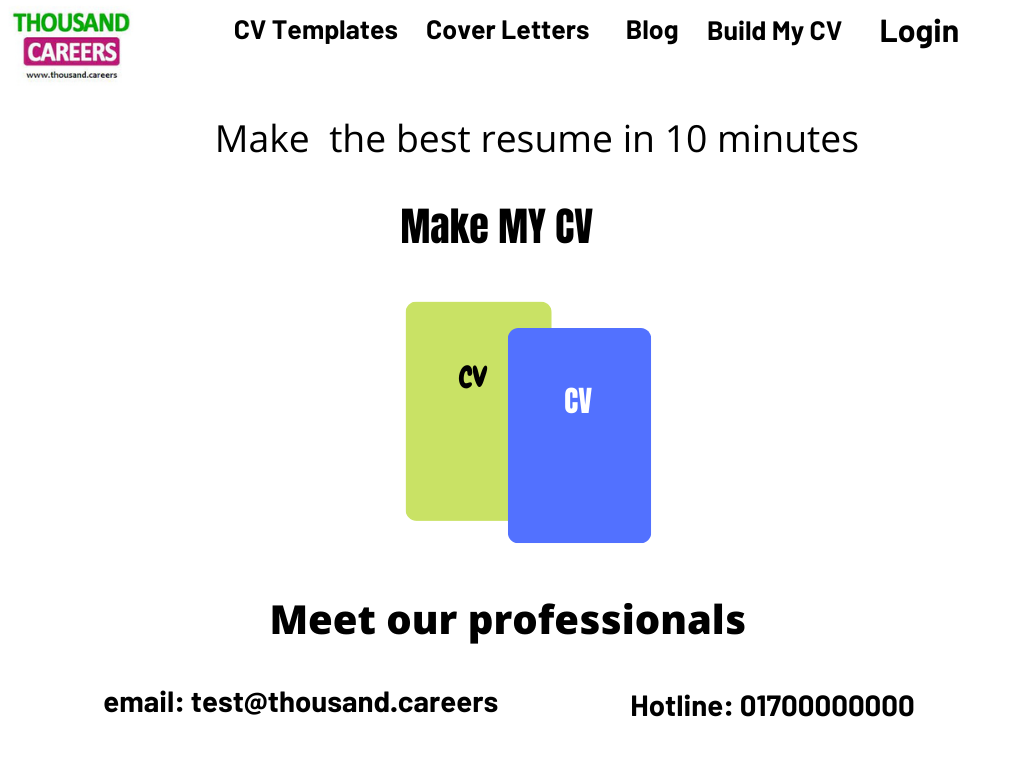 THOUSAND
CAREERS
www.thousand.careers
CV Templates Cover Letters Blog Build My CV Login
Make  the best resume in 10 minutes
Make MY CV
CV
CV
Meet our professionals
email: test@thousand.careers
Hotline: 01700000000